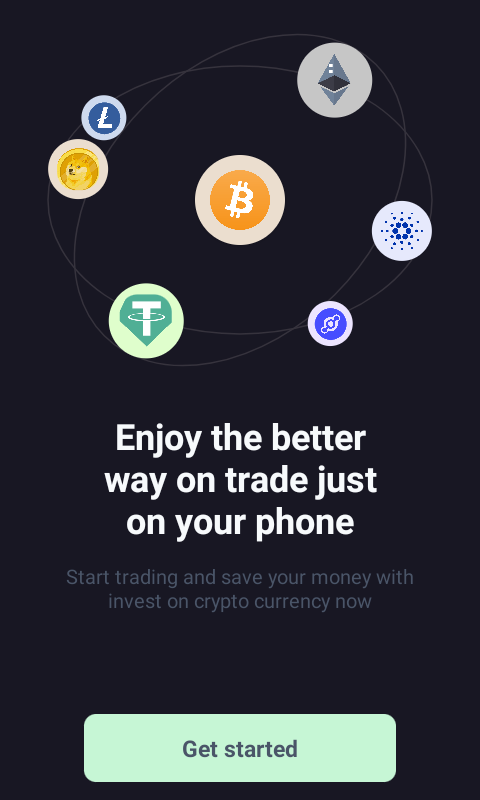 Enjoy the better
way on trade just
on your phone
Start trading and save your money with
invest on crypto currency now
Get started